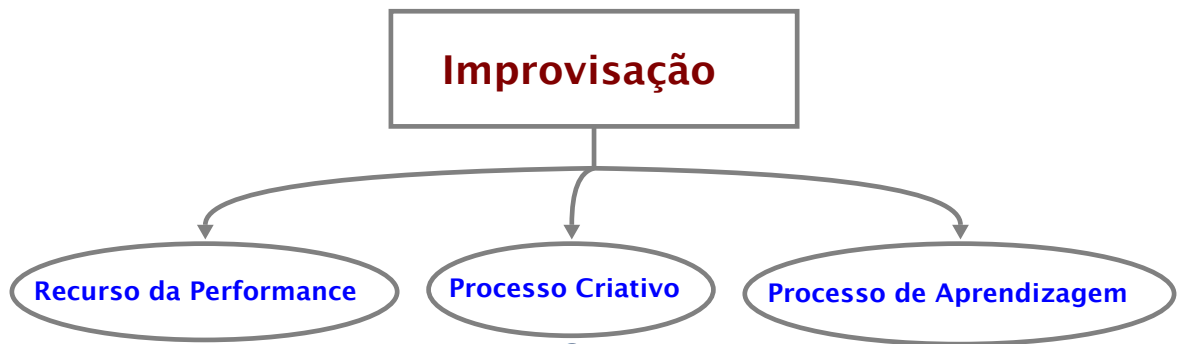 Improvisação
Recurso da Performance
Processo Criativo
Processo de Aprendizagem